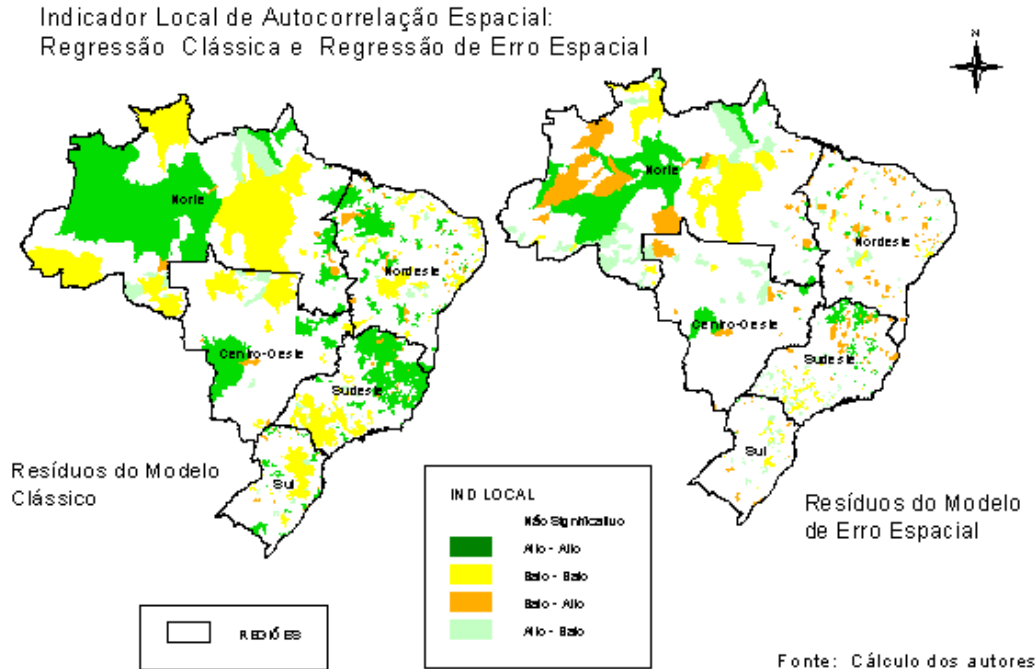 Indicador Local de Autocorrelação Espacial:
Regressão Clássica e Regressão de Erro Espacial
N
Norte
Nordeste
Centro-Oeste
Sudeste
Sul
Norte
Nordeste
Centro-Oeste
Sudeste
Sul
Resíduos do Modelo
Clássico
Resíduos do Modelo
de Erro Espacial
IND LOCAL
Não Significativo
Alto - Alto
Baixo - Baixo
Baixo - Alto
Alto - Baixo
REGIÕES
Fonte: Cálculo dos autores